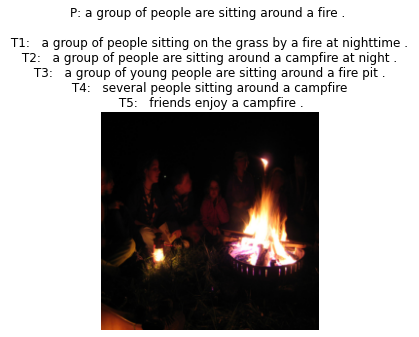 P: a group of people are sitting around a fire .
T1: a group of people sitting on the grass by a fire at nighttime .
T2: a group of people are sitting around a campfire at night .
T3: a group of young people are sitting around a fire pit .
T4: several people sitting around a campfire
T5: friends enjoy a campfire .